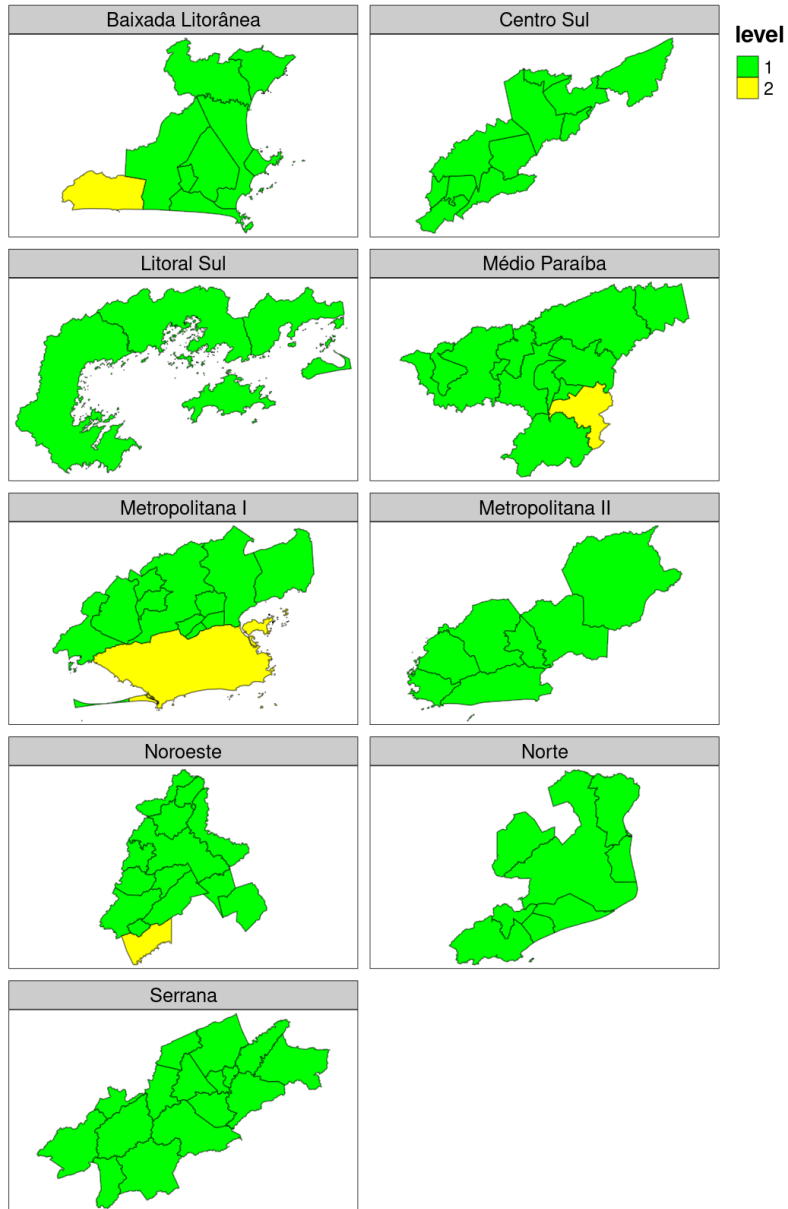 Baixada Litorânea
Centro Sul
level
1
2
Litoral Sul
Médio Paraíba
Metropolitana I
Metropolitana II
Noroeste
Norte
Serrana